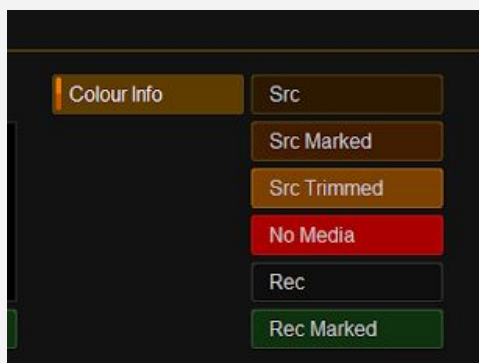 Colour Info
Src
Src Marked
Src Trimmed
No Media
Rec
Rec Marked